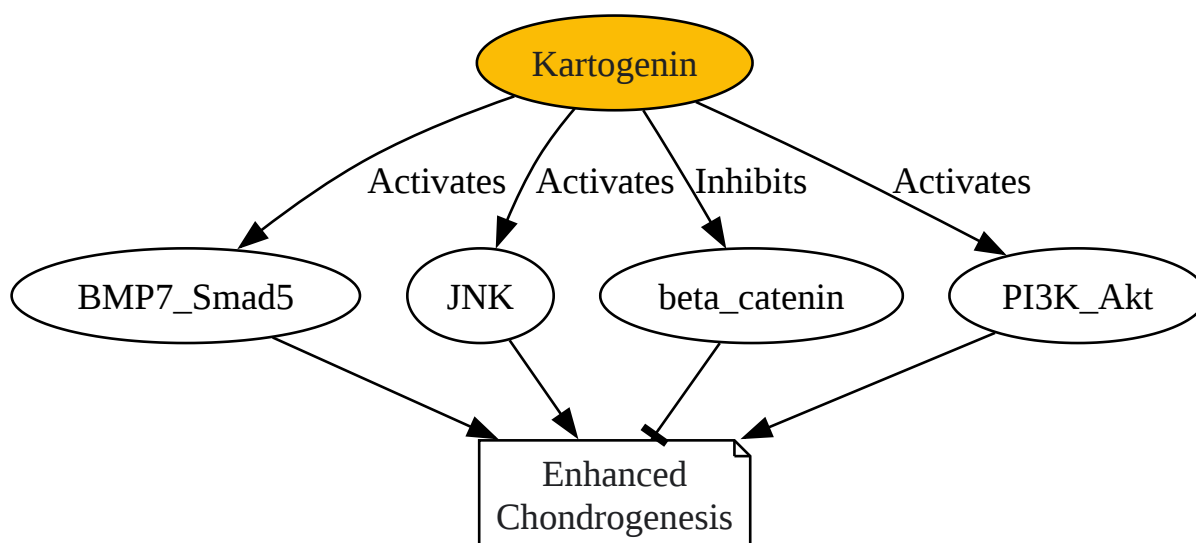 Kartogenin
Activates
Activates
Inhibits
Activates
BMP7_Smad5
JNK
beta_catenin
PI3K_Akt
Enhanced
Chondrogenesis